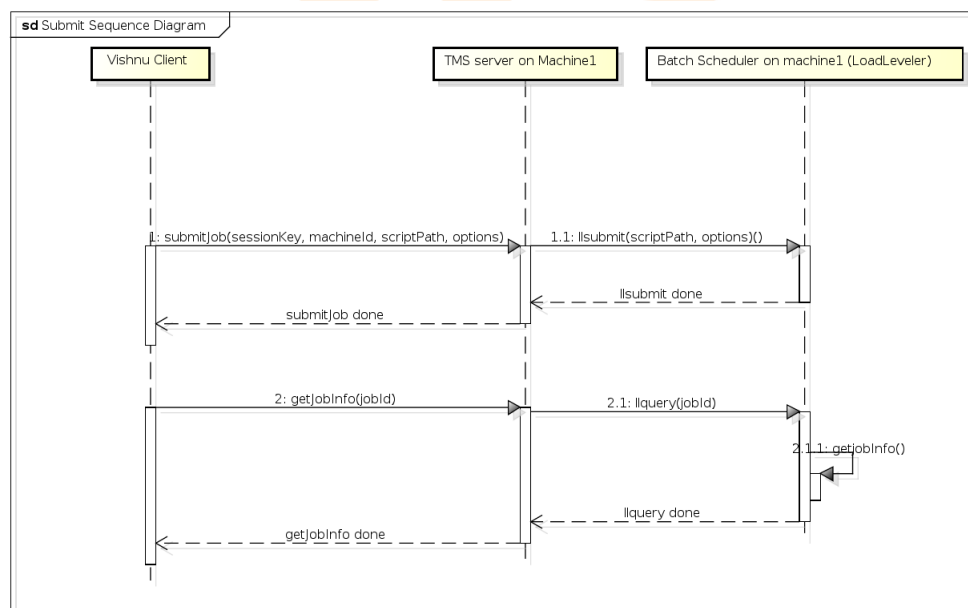 sd Submit Sequence Diagram
Vishnu Client
TMS server on Machine1
Batch Scheduler on machine1 (LoadLeveler)
1: submitJob(sessionKey, machineId, scriptPath, options)
1.1: llsubmit(scriptPath, options)()
llsubmit done
submitJob done
2: getJobInfo(jobId)
2.1: llquery(jobId)
2.1.1: getjobInfo()
llquery done
getJobInfo done